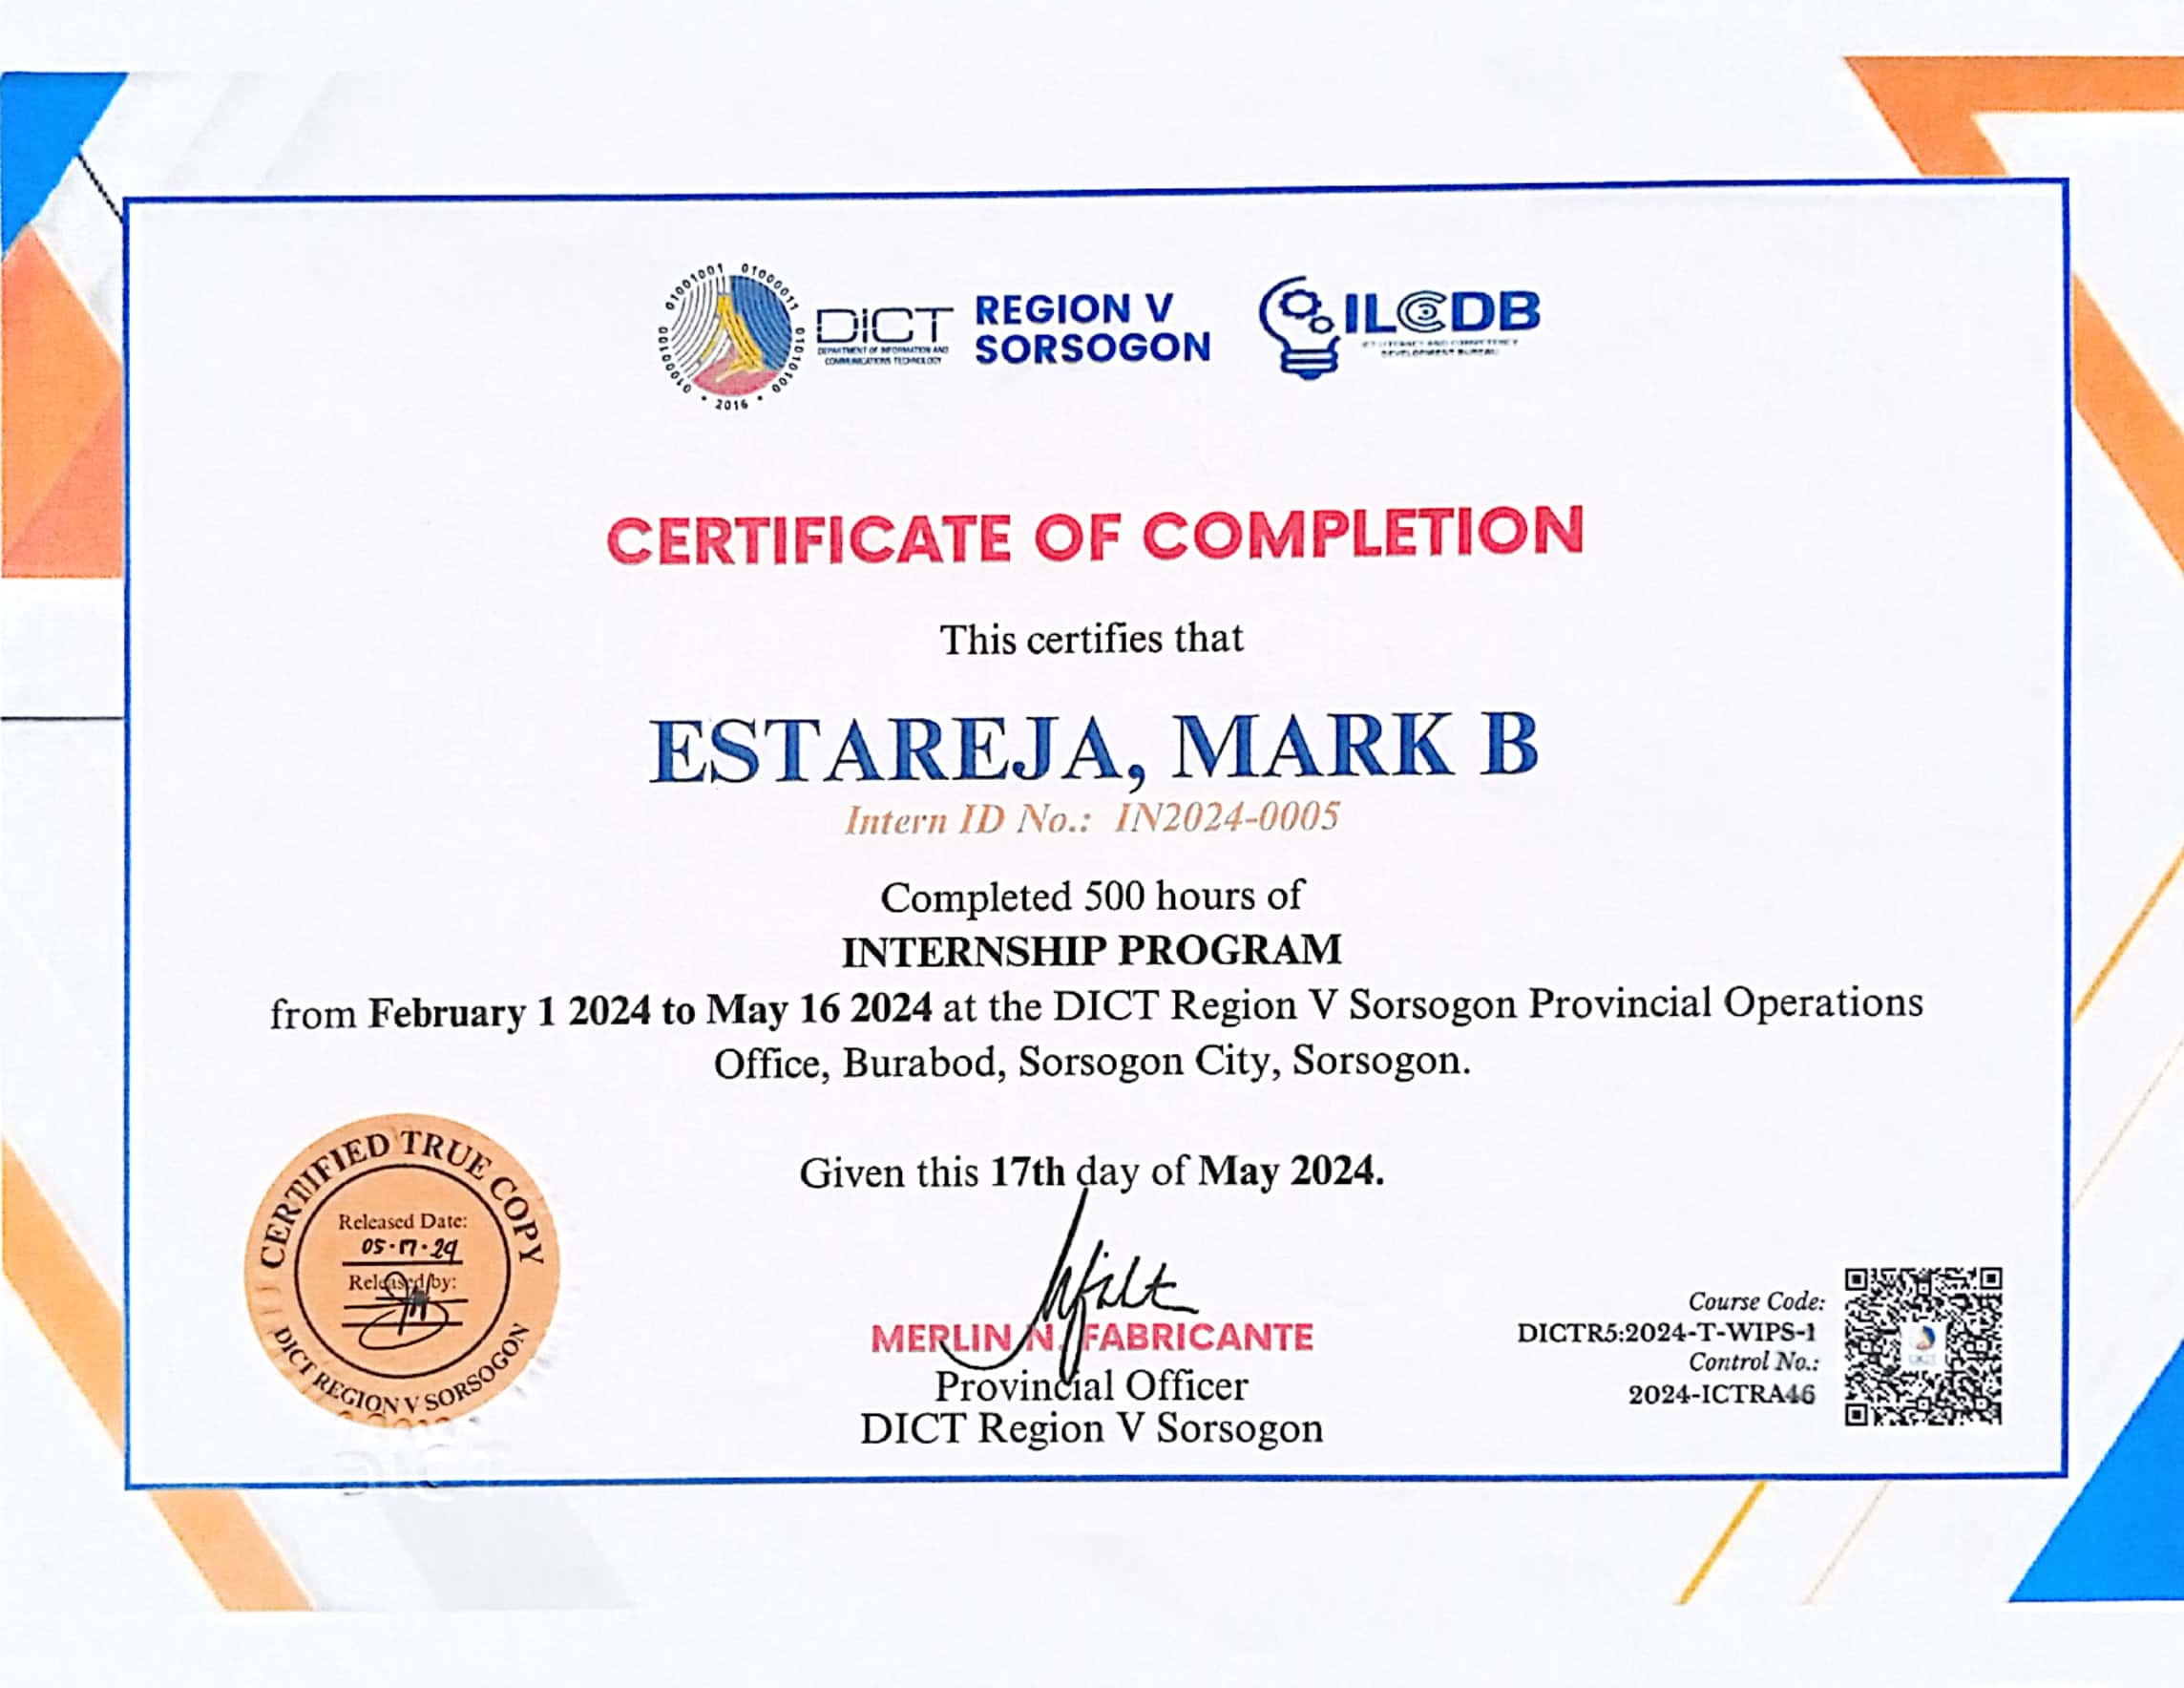 01001001 01000011 01010100 01000010
• 2016 •
DICT
DEPARTMENT OF INFORMATION AND
COMMUNICATIONS TECHNOLOGY
REGION V
SORSOGON
ILCDB
ICT LITERACY AND COMPETENCY
DEVELOPMENT BUREAU
CERTIFICATE OF COMPLETION
This certifies that
ESTAREJA, MARK B
Intern ID No.: IN2024-0005
Completed 500 hours of
INTERNSHIP PROGRAM
from February 1 2024 to May 16 2024 at the DICT Region V Sorsogon Provincial Operations
Office, Burabod, Sorsogon City, Sorsogon.
Given this 17th day of May 2024.
CERTIFIED TRUE COPY
Released Date:
05-17-24
Released by:
DICT REGION V SORSOGON
MERLIN N. FABRICANTE
Provincial Officer
DICT Region V Sorsogon
Course Code:
DICTR5:2024-T-WIPS-1
Control No.:
2024-ICTRA46